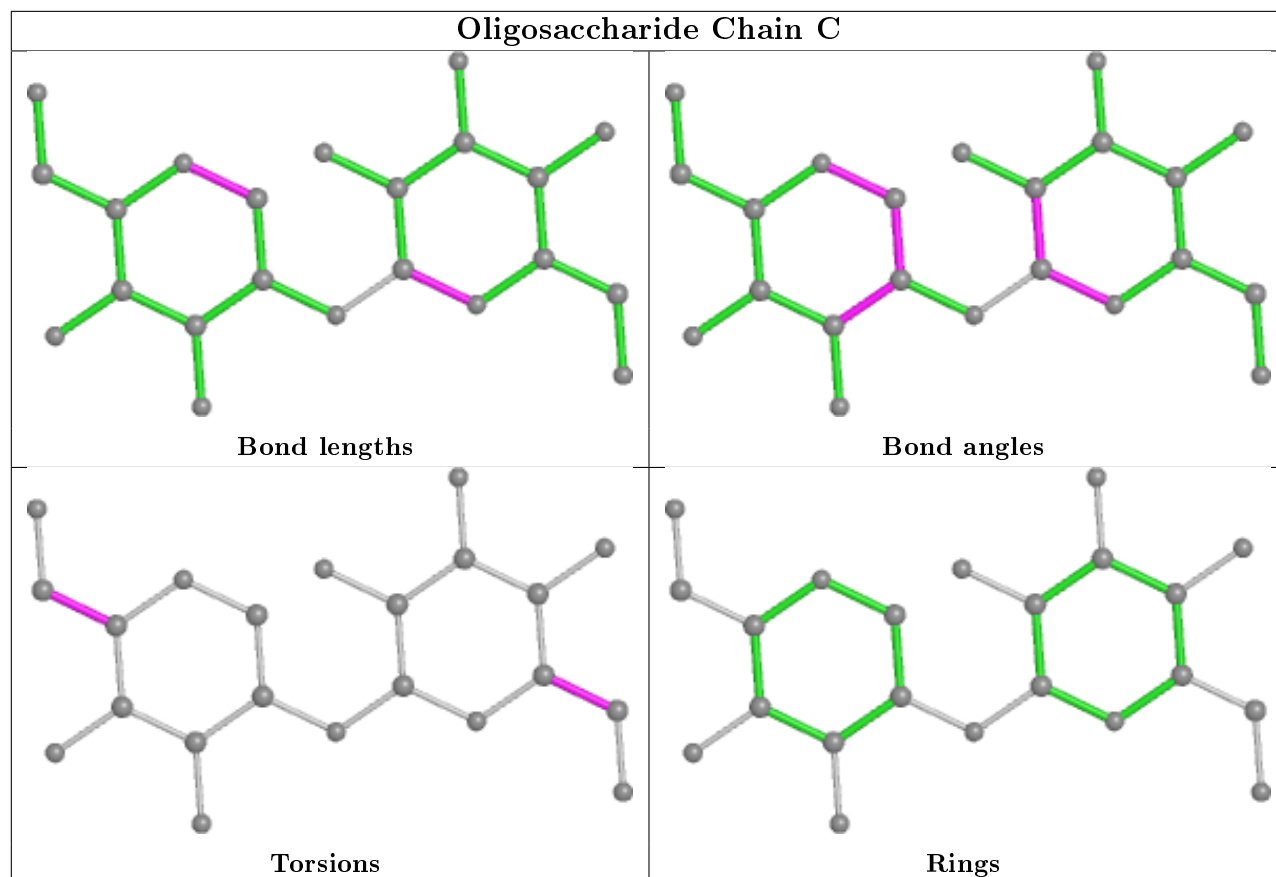 Oligosaccharide Chain C
Bond lengths
Bond angles
Torsions
Rings